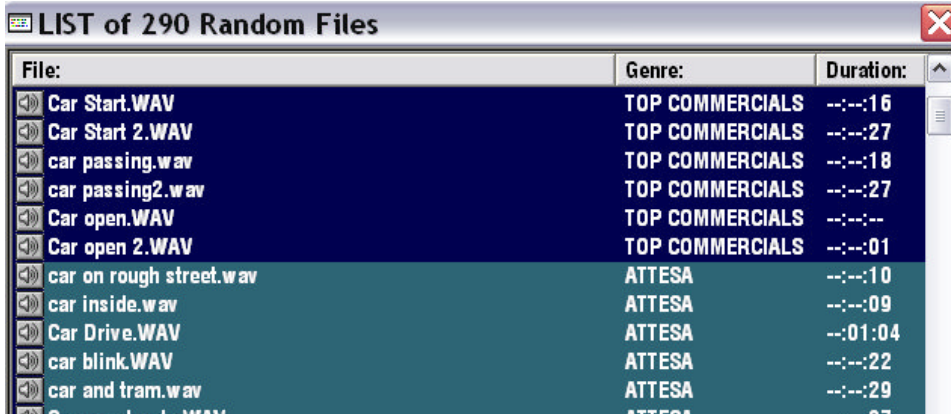 LIST of 290 Random Files
File: Genre: Duration:
Car Start.WAV TOP COMMERCIALS --:--:16
Car Start 2.WAV TOP COMMERCIALS --:--:27
car passing.wav TOP COMMERCIALS --:--:18
car passing2.wav TOP COMMERCIALS --:--:27
Car open.WAV TOP COMMERCIALS --:--:--
Car open 2.WAV TOP COMMERCIALS --:--:01
car on rough street.wav ATTESA --:--:10
car inside.wav ATTESA --:--:09
Car Drive.WAV ATTESA --:01:04
car blink.WAV ATTESA --:--:22
car and tram.wav ATTESA --:--:29